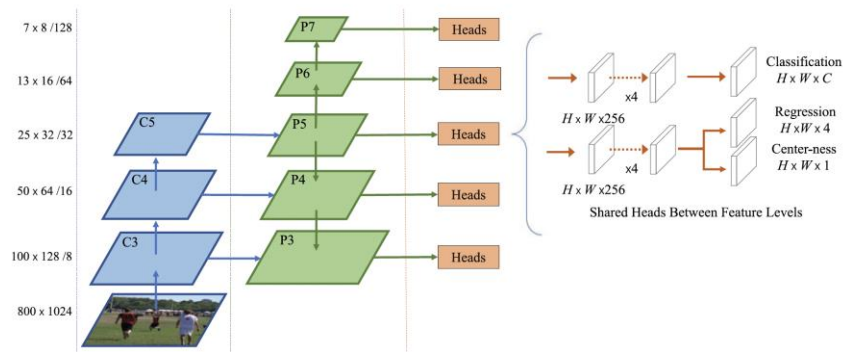 7 x 8 /128
13 x 16 /64
25 x 32 /32
50 x 64 /16
100 x 128 /8
800 x 1024
C5
C4
C3
P7
P6
P5
P4
P3
Heads
Heads
Heads
Heads
Heads
x4
H x W x256
Classification
H x W x C
x4
H x W x256
Regression
HxW x 4
Center-ness
H x W x 1
Shared Heads Between Feature Levels